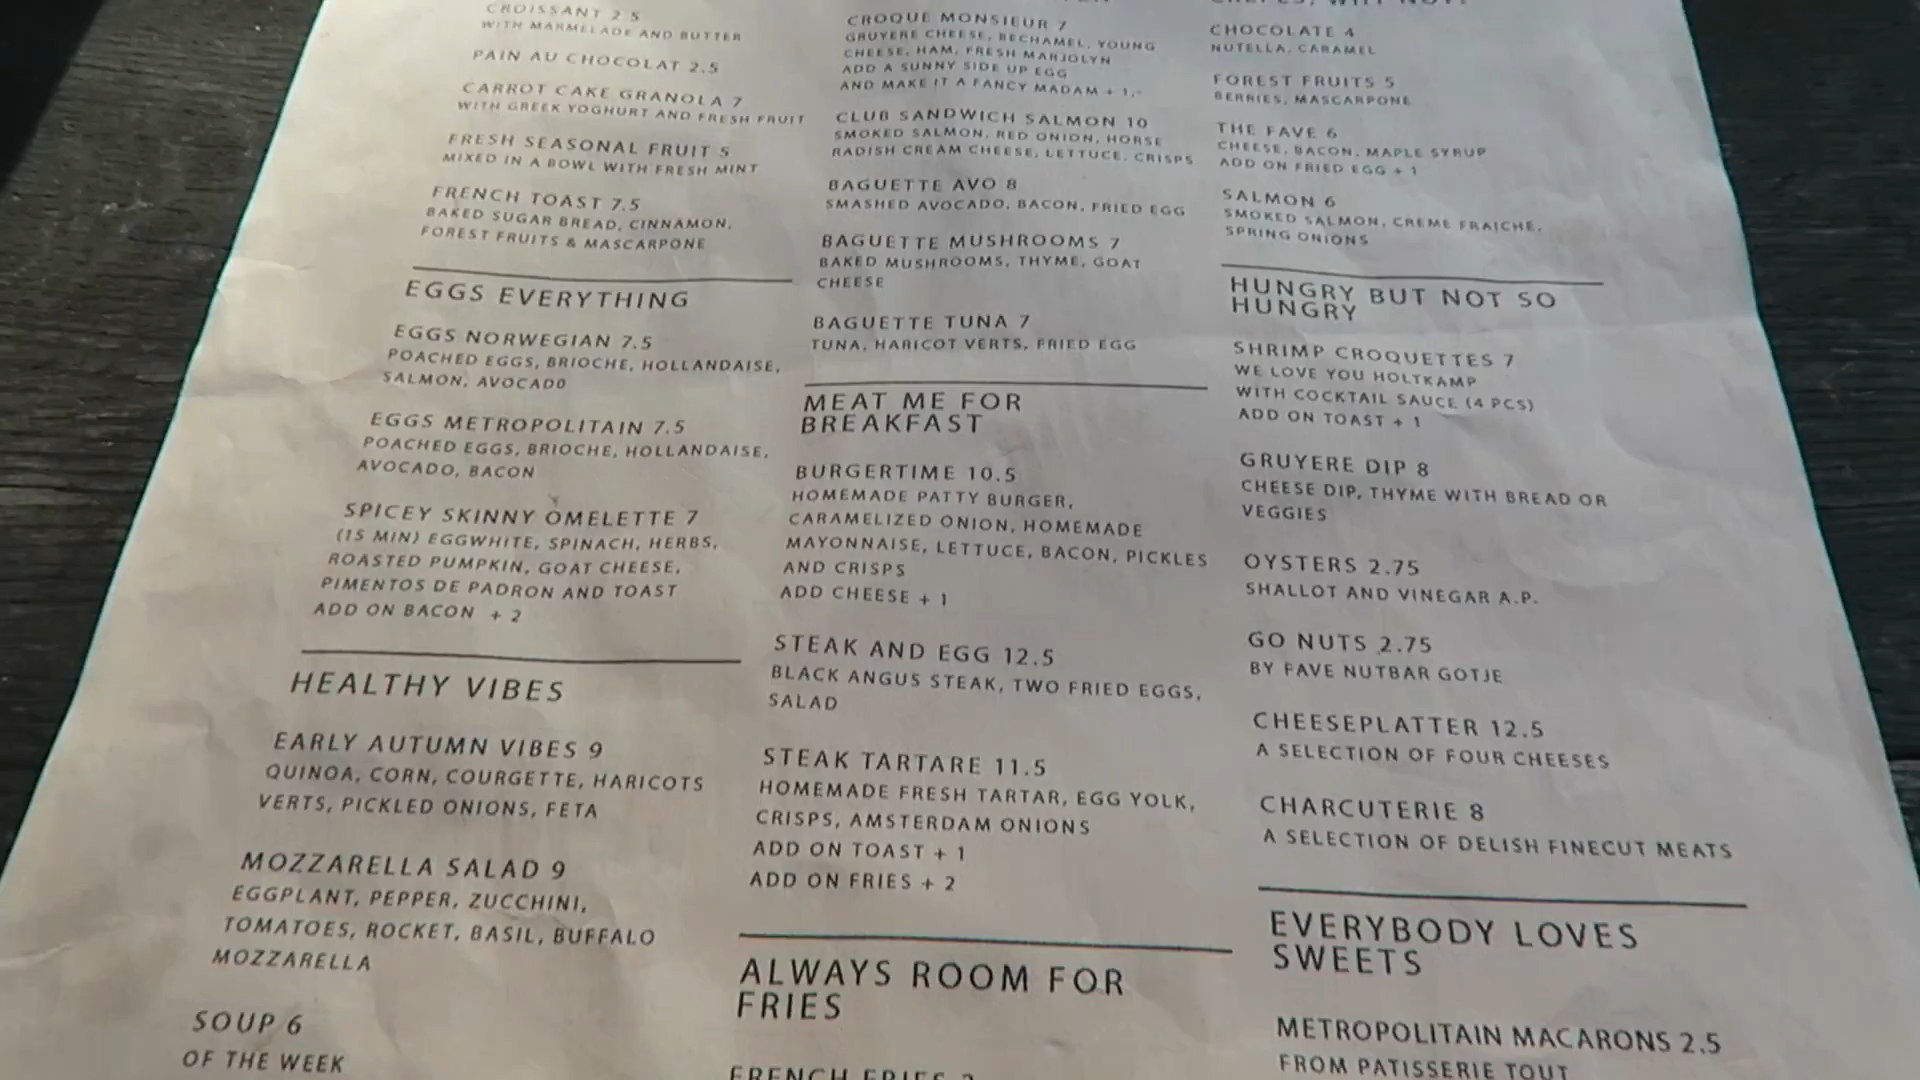 CROISSANT 2.5
WITH MARMELADE AND BUTTER
PAIN AU CHOCOLAT 2.5
CARROT CAKE GRANOLA 7
WITH GREEK YOGHURT AND FRESH FRUIT
FRESH SEASONAL FRUIT 5
MIXED IN A BOWL WITH FRESH MINT
FRENCH TOAST 7.5
BAKED SUGAR BREAD, CINNAMON,
FOREST FRUITS & MASCARPONE
EGGS EVERYTHING
EGGS NORWEGIAN 7.5
POACHED EGGS, BRIOCHE, HOLLANDAISE,
SALMON, AVOCADO
EGGS METROPOLITAIN 7.5
POACHED EGGS, BRIOCHE, HOLLANDAISE,
AVOCADO, BACON
SPICEY SKINNY OMELETTE 7
(15 MIN) EGGWHITE, SPINACH, HERBS,
ROASTED PUMPKIN, GOAT CHEESE,
PIMENTOS DE PADRON AND TOAST
ADD ON BACON + 2
HEALTHY VIBES
EARLY AUTUMN VIBES 9
QUINOA, CORN, COURGETTE, HARICOTS
VERTS, PICKLED ONIONS, FETA
MOZZARELLA SALAD 9
EGGPLANT, PEPPER, ZUCCHINI,
TOMATOES, ROCKET, BASIL, BUFFALO
MOZZARELLA
SOUP 6
OF THE WEEK
CROQUE MONSIEUR 7
GRUYERE CHEESE, BECHAMEL, YOUNG
CHEESE, HAM, FRESH MARJOLYN
ADD A SUNNY SIDE UP EGG
AND MAKE IT A FANCY MADAM + 1,-
CLUB SANDWICH SALMON 10
SMOKED SALMON, RED ONION, HORSE
RADISH CREAM CHEESE, LETTUCE, CRISPS
BAGUETTE AVO 8
SMASHED AVOCADO, BACON, FRIED EGG
BAGUETTE MUSHROOMS 7
BAKED MUSHROOMS, THYME, GOAT
CHEESE
BAGUETTE TUNA 7
TUNA, HARICOT VERTS, FRIED EGG
MEAT ME FOR
BREAKFAST
BURGERTIME 10.5
HOMEMADE PATTY BURGER,
CARAMELIZED ONION, HOMEMADE
MAYONNAISE, LETTUCE, BACON, PICKLES
AND CRISPS
ADD CHEESE + 1
STEAK AND EGG 12.5
BLACK ANGUS STEAK, TWO FRIED EGGS,
SALAD
STEAK TARTARE 11.5
HOMEMADE FRESH TARTAR, EGG YOLK,
CRISPS, AMSTERDAM ONIONS
ADD ON TOAST + 1
ADD ON FRIES + 2
ALWAYS ROOM FOR
FRIES
FRENCH FRIES
CHOCOLATE 4
NUTELLA, CARAMEL
FOREST FRUITS 5
BERRIES, MASCARPONE
THE FAVE 6
CHEESE, BACON, MAPLE SYRUP
ADD ON FRIED EGG + 1
SALMON 6
SMOKED SALMON, CREME FRAICHE,
SPRING ONIONS
HUNGRY BUT NOT SO
HUNGRY
SHRIMP CROQUETTES 7
WE LOVE YOU HOLTKAMP
WITH COCKTAIL SAUCE (4 PCS)
ADD ON TOAST + 1
GRUYERE DIP 8
CHEESE DIP, THYME WITH BREAD OR
VEGGIES
OYSTERS 2.75
SHALLOT AND VINEGAR A.P.
GO NUTS 2.75
BY FAVE NUTBAR GOTJE
CHEESEPLATTER 12.5
A SELECTION OF FOUR CHEESES
CHARCUTERIE 8
A SELECTION OF DELISH FINECUT MEATS
EVERYBODY LOVES
SWEETS
METROPOLITAIN MACARONS 2.5
FROM PATISSERIE TOUT